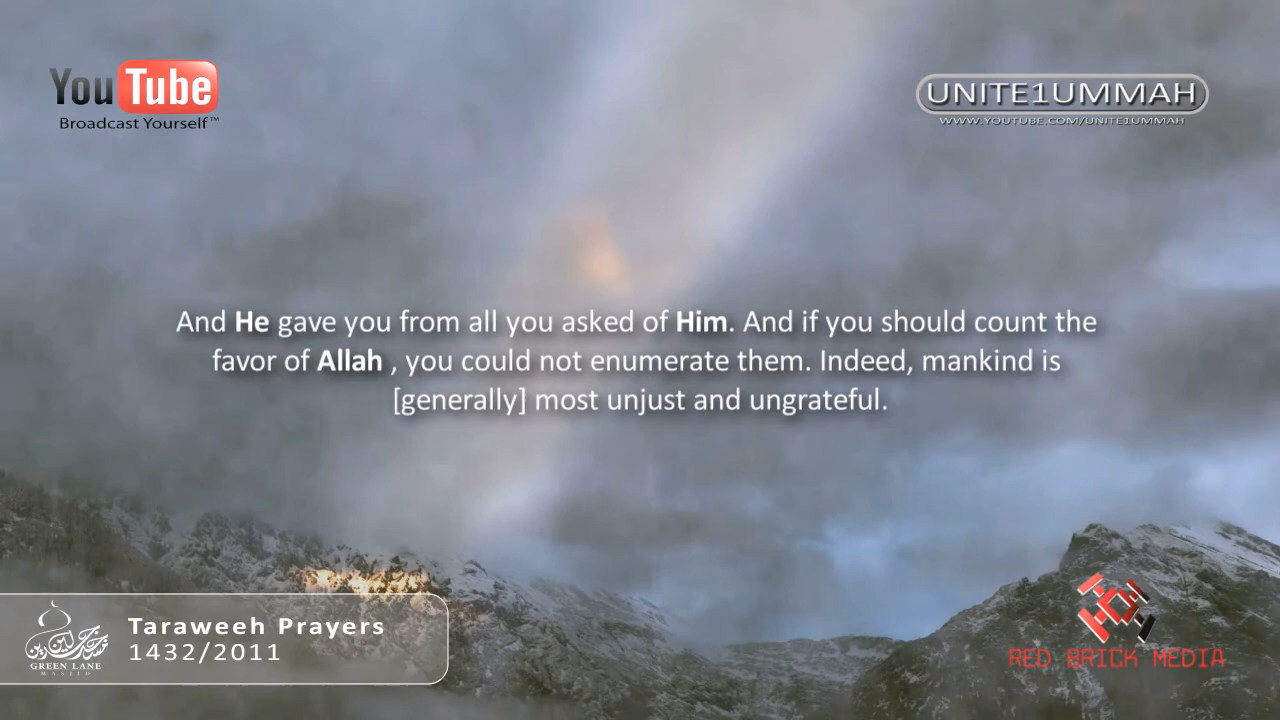 YouTube
Broadcast Yourself™
UNITE1UMMAH
WWW.YOUTUBE.COM/UNITE1UMMAH
And He gave you from all you asked of Him. And if you should count the
favor of Allah , you could not enumerate them. Indeed, mankind is
[generally] most unjust and ungrateful.
Taraweeh Prayers
1432/2011
GREEN LANE
MASJID
RED BRICK MEDIA